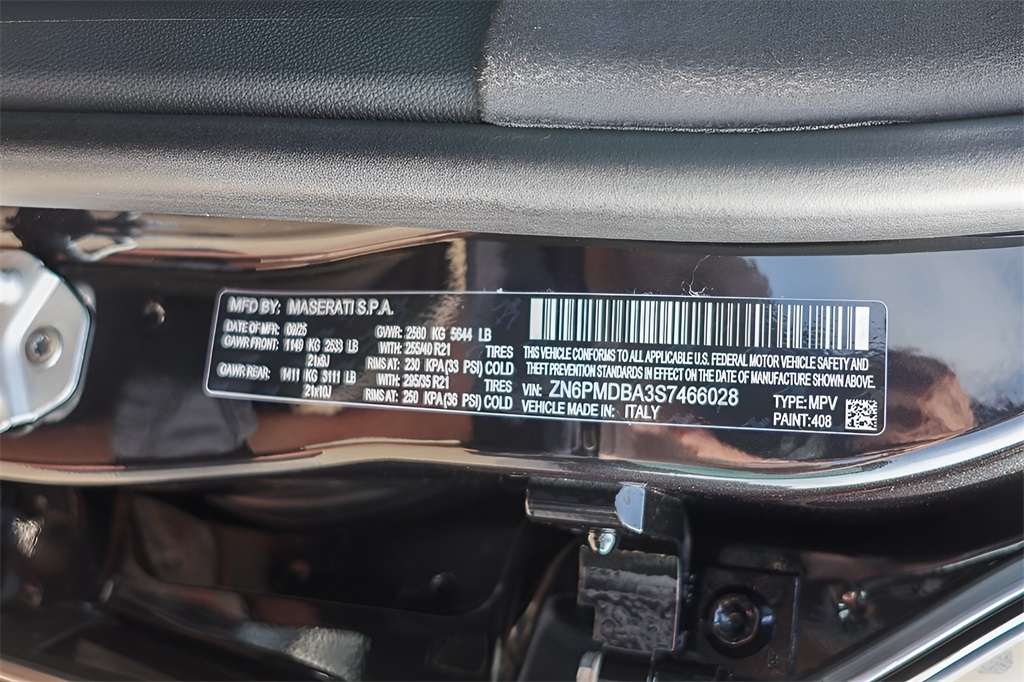 MFD BY: MASERATI S.P.A.
DATE OF MFR: 09/25 GVWR: 2560 KG 5644 LB
GAWR FRONT: 1149 KG 2533 LB WITH: 255/40 R21 TIRES
21x9J RIMS AT: 230 KPA (33 PSI) COLD
GAWR REAR: 1411 KG 3111 LB WITH: 295/35 R21 TIRES
21x10J RIMS AT: 250 KPA (36 PSI) COLD
THIS VEHICLE CONFORMS TO ALL APPLICABLE U.S. FEDERAL MOTOR VEHICLE SAFETY AND
THEFT PREVENTION STANDARDS IN EFFECT ON THE DATE OF MANUFACTURE SHOWN ABOVE.
VIN: ZN6PMDBA3S7466028 TYPE: MPV
VEHICLE MADE IN: ITALY PAINT: 408